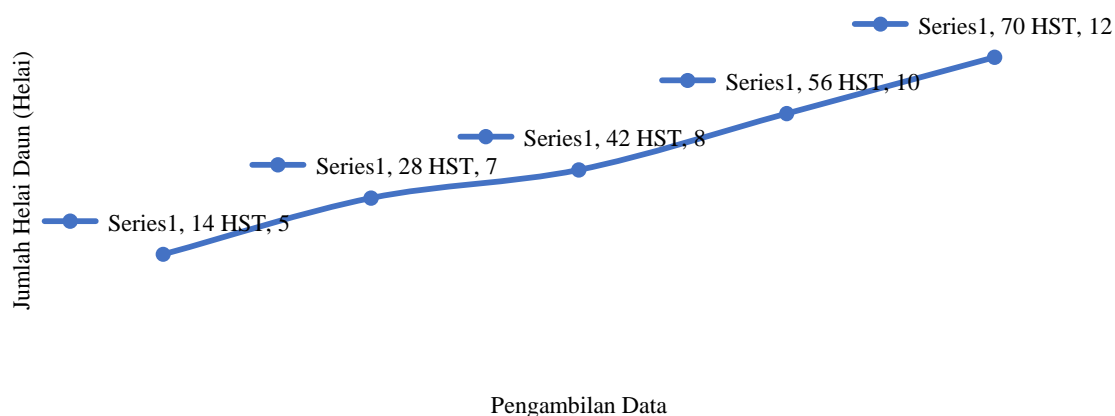 Series1, 70 HST, 12
Series1, 56 HST, 10
Series1, 42 HST, 8
Series1, 28 HST, 7
Series1, 14 HST, 5
Jumlah Helai Daun (Helai)
Pengambilan Data